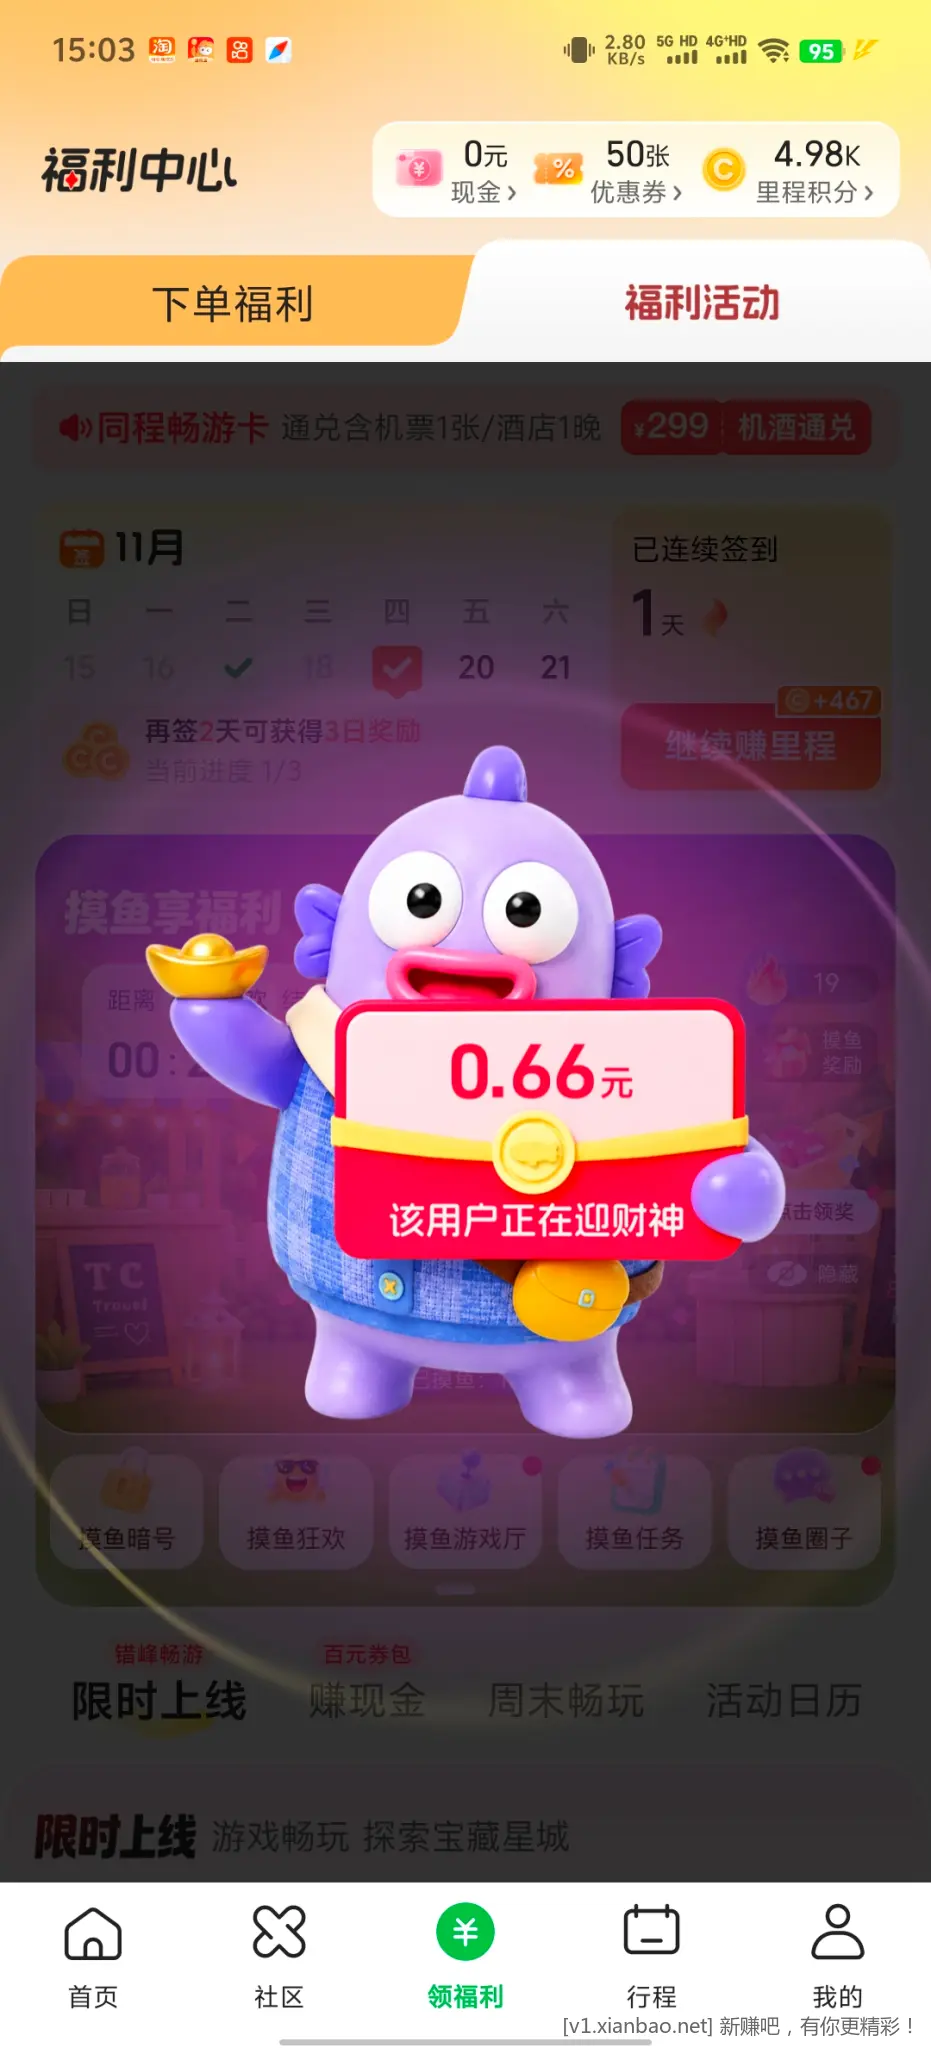 15:03
2.80 KB/s 5G HD 4G+HD 95
福利中心
0元 50张 4.98K
现金 优惠券 里程积分
下单福利 福利活动
同程畅游卡 通兑含机票1张/酒店1晚 ¥299 机酒通兑
11月
已连续签到
日 一 二 三 四 五 六
1天
15 16 18 20 21
+467
再签2天可获得3日奖励
继续赚里程
当前进度 1/3
摸鱼享福利
距离
19
00:
摸鱼
奖励
0.66元
该用户正在迎财神
点击领奖
隐藏
TC
Travel
已摸鱼:
摸鱼暗号 摸鱼狂欢 摸鱼游戏厅 摸鱼任务 摸鱼圈子
错峰畅游 百元券包
限时上线 赚现金 周末畅玩 活动日历
限时上线 游戏畅玩 探索宝藏星城
首页 社区 领福利 行程 我的
[v1.xianbao.net] 新赚吧，有你更精彩！